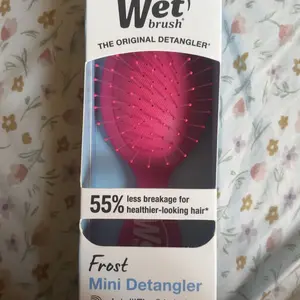 Wet
brush®
THE ORIGINAL DETANGLER*
55% less breakage for
healthier-looking hair*
Frost
Mini Detangler